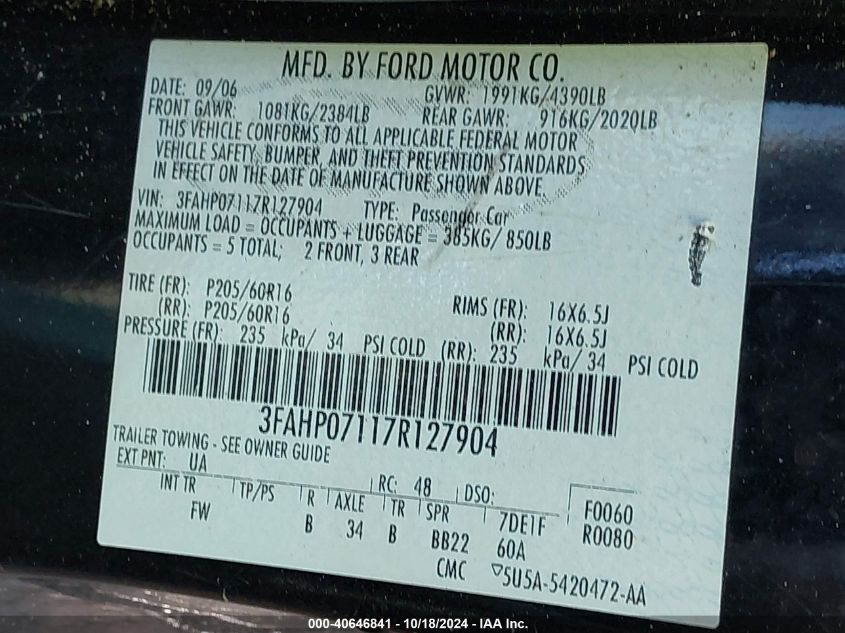 MFD. BY FORD MOTOR CO.
DATE: 09/06 GVWR: 1991KG/4390LB
FRONT GAWR: 1081KG/2384LB REAR GAWR: 916KG/2020LB
THIS VEHICLE CONFORMS TO ALL APPLICABLE FEDERAL MOTOR
VEHICLE SAFETY, BUMPER, AND THEFT PREVENTION STANDARDS
IN EFFECT ON THE DATE OF MANUFACTURE SHOWN ABOVE.
VIN: 3FAHP07117R127904 TYPE: Passenger Car
MAXIMUM LOAD = OCCUPANTS + LUGGAGE = 385KG/ 850LB
OCCUPANTS = 5 TOTAL; 2 FRONT, 3 REAR
TIRE (FR): P205/60R16 RIMS (FR): 16X6.5J
(RR): P205/60R16 (RR): 16X6.5J
PRESSURE (FR): 235 kPa/ 34 PSI COLD (RR): 235 kPa/ 34 PSI COLD
3FAHP07117R127904
TRAILER TOWING - SEE OWNER GUIDE
EXT PNT: UA RC: 48 DSO: F0060
INT TR TP/PS R AXLE TR SPR 7DE1F R0080
FW B 34 B BB22 60A
CMC ▽5U5A-5420472-AA
000-40646841 - 10/18/2024 - IAA Inc.